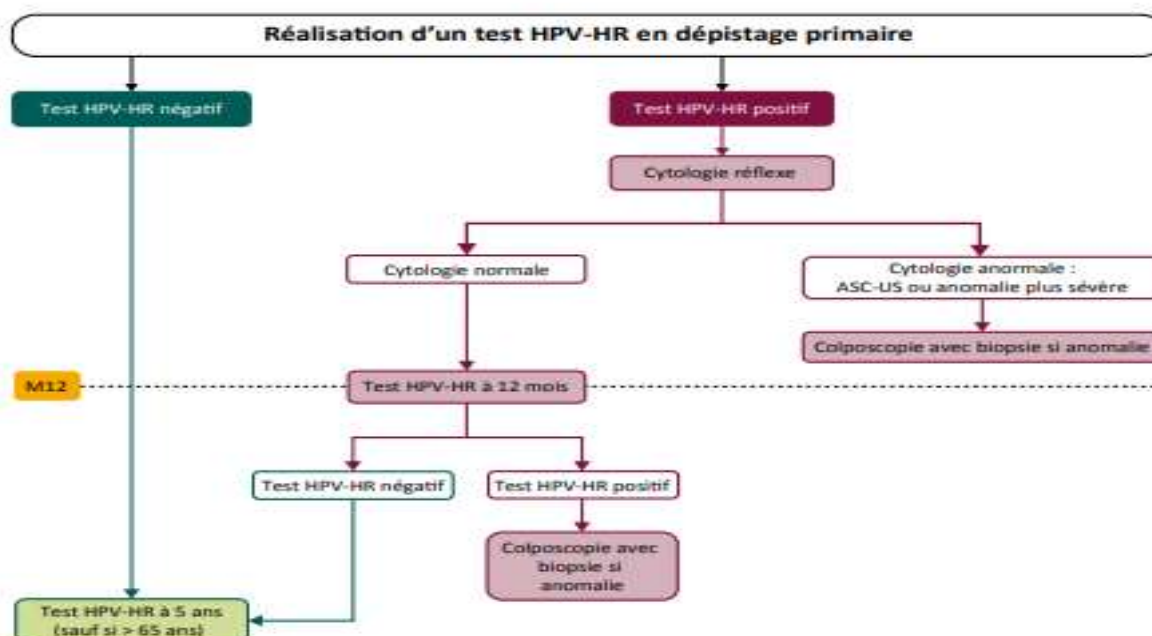 Réalisation d'un test HPV-HR en dépistage primaire
Test HPV-HR négatif
Test HPV-HR positif
Cytologie réflexe
Cytologie normale
Cytologie anormale :
ASC-US ou anomalie plus sévère
Colposcopie avec biopsie si anomalie
M12
Test HPV-HR à 12 mois
Test HPV-HR négatif
Test HPV-HR positif
Colposcopie avec
biopsie si
anomalie
Test HPV-HR à 5 ans
(sauf si > 65 ans)